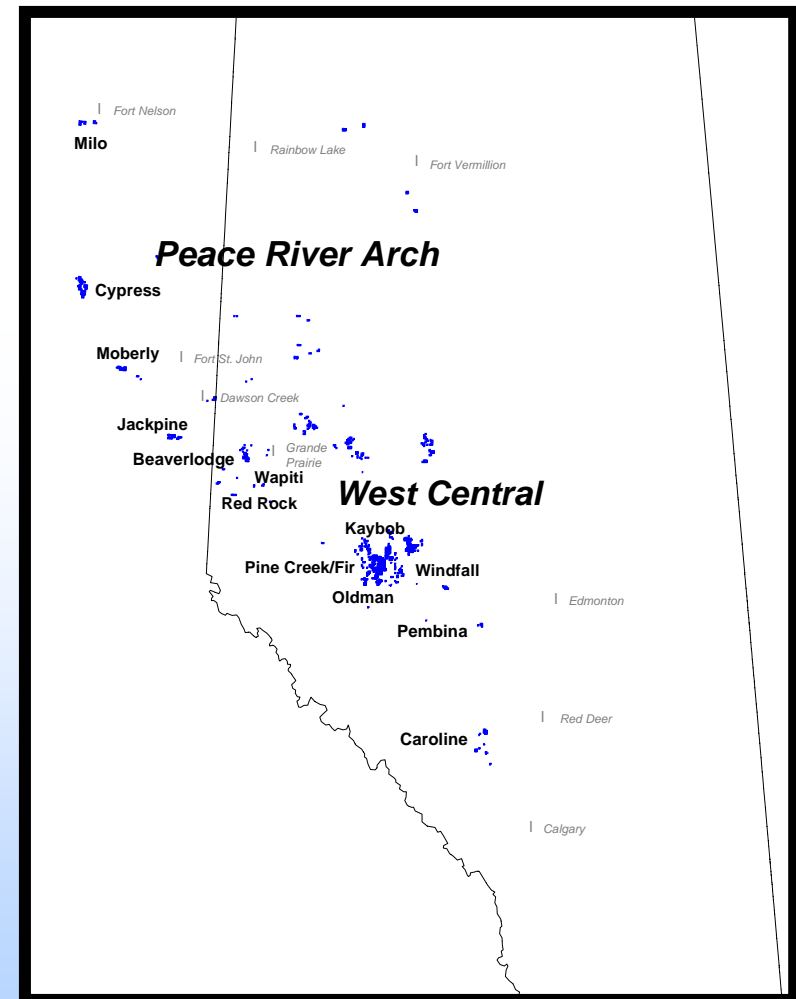 Fort Nelson
Milo
Rainbow Lake
Fort Vermillion
Peace River Arch
Cypress
Moberly
Fort St. John
Dawson Creek
Jackpine
Beaverlodge
Grande
Prairie
Wapiti
Red Rock
West Central
Kaybob
Pine Creek/Fir
Windfall
Oldman
Edmonton
Pembina
Red Deer
Caroline
Calgary